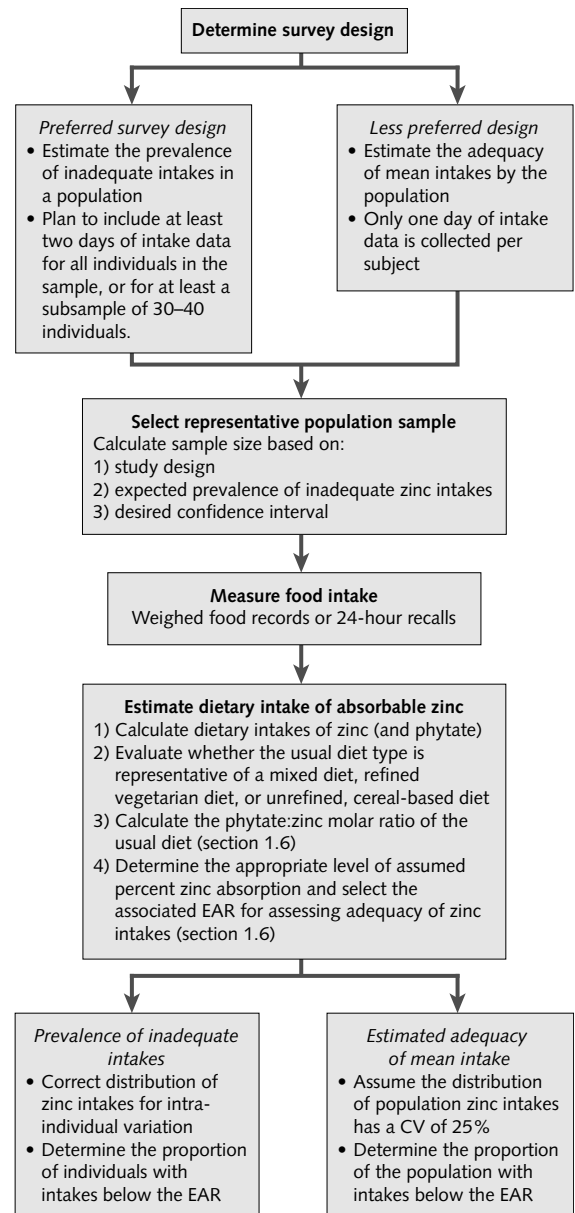 Determine survey design
Preferred survey design
• Estimate the prevalence
of inadequate intakes in
a population
• Plan to include at least
two days of intake data
for all individuals in the
sample, or for at least a
subsample of 30–40
individuals.
Less preferred design
• Estimate the adequacy
of mean intakes by the
population
• Only one day of intake
data is collected per
subject
Select representative population sample
Calculate sample size based on:
1) study design
2) expected prevalence of inadequate zinc intakes
3) desired confidence interval
Measure food intake
Weighed food records or 24-hour recalls
Estimate dietary intake of absorbable zinc
1) Calculate dietary intakes of zinc (and phytate)
2) Evaluate whether the usual diet type is
representative of a mixed diet, refined
vegetarian diet, or unrefined, cereal-based diet
3) Calculate the phytate:zinc molar ratio of the
usual diet (section 1.6)
4) Determine the appropriate level of assumed
percent zinc absorption and select the
associated EAR for assessing adequacy of zinc
intakes (section 1.6)
Prevalence of inadequate
intakes
• Correct distribution of
zinc intakes for intra-
individual variation
• Determine the proportion
of individuals with
intakes below the EAR
Estimated adequacy
of mean intake
• Assume the distribution
of population zinc intakes
has a CV of 25%
• Determine the proportion
of the population with
intakes below the EAR